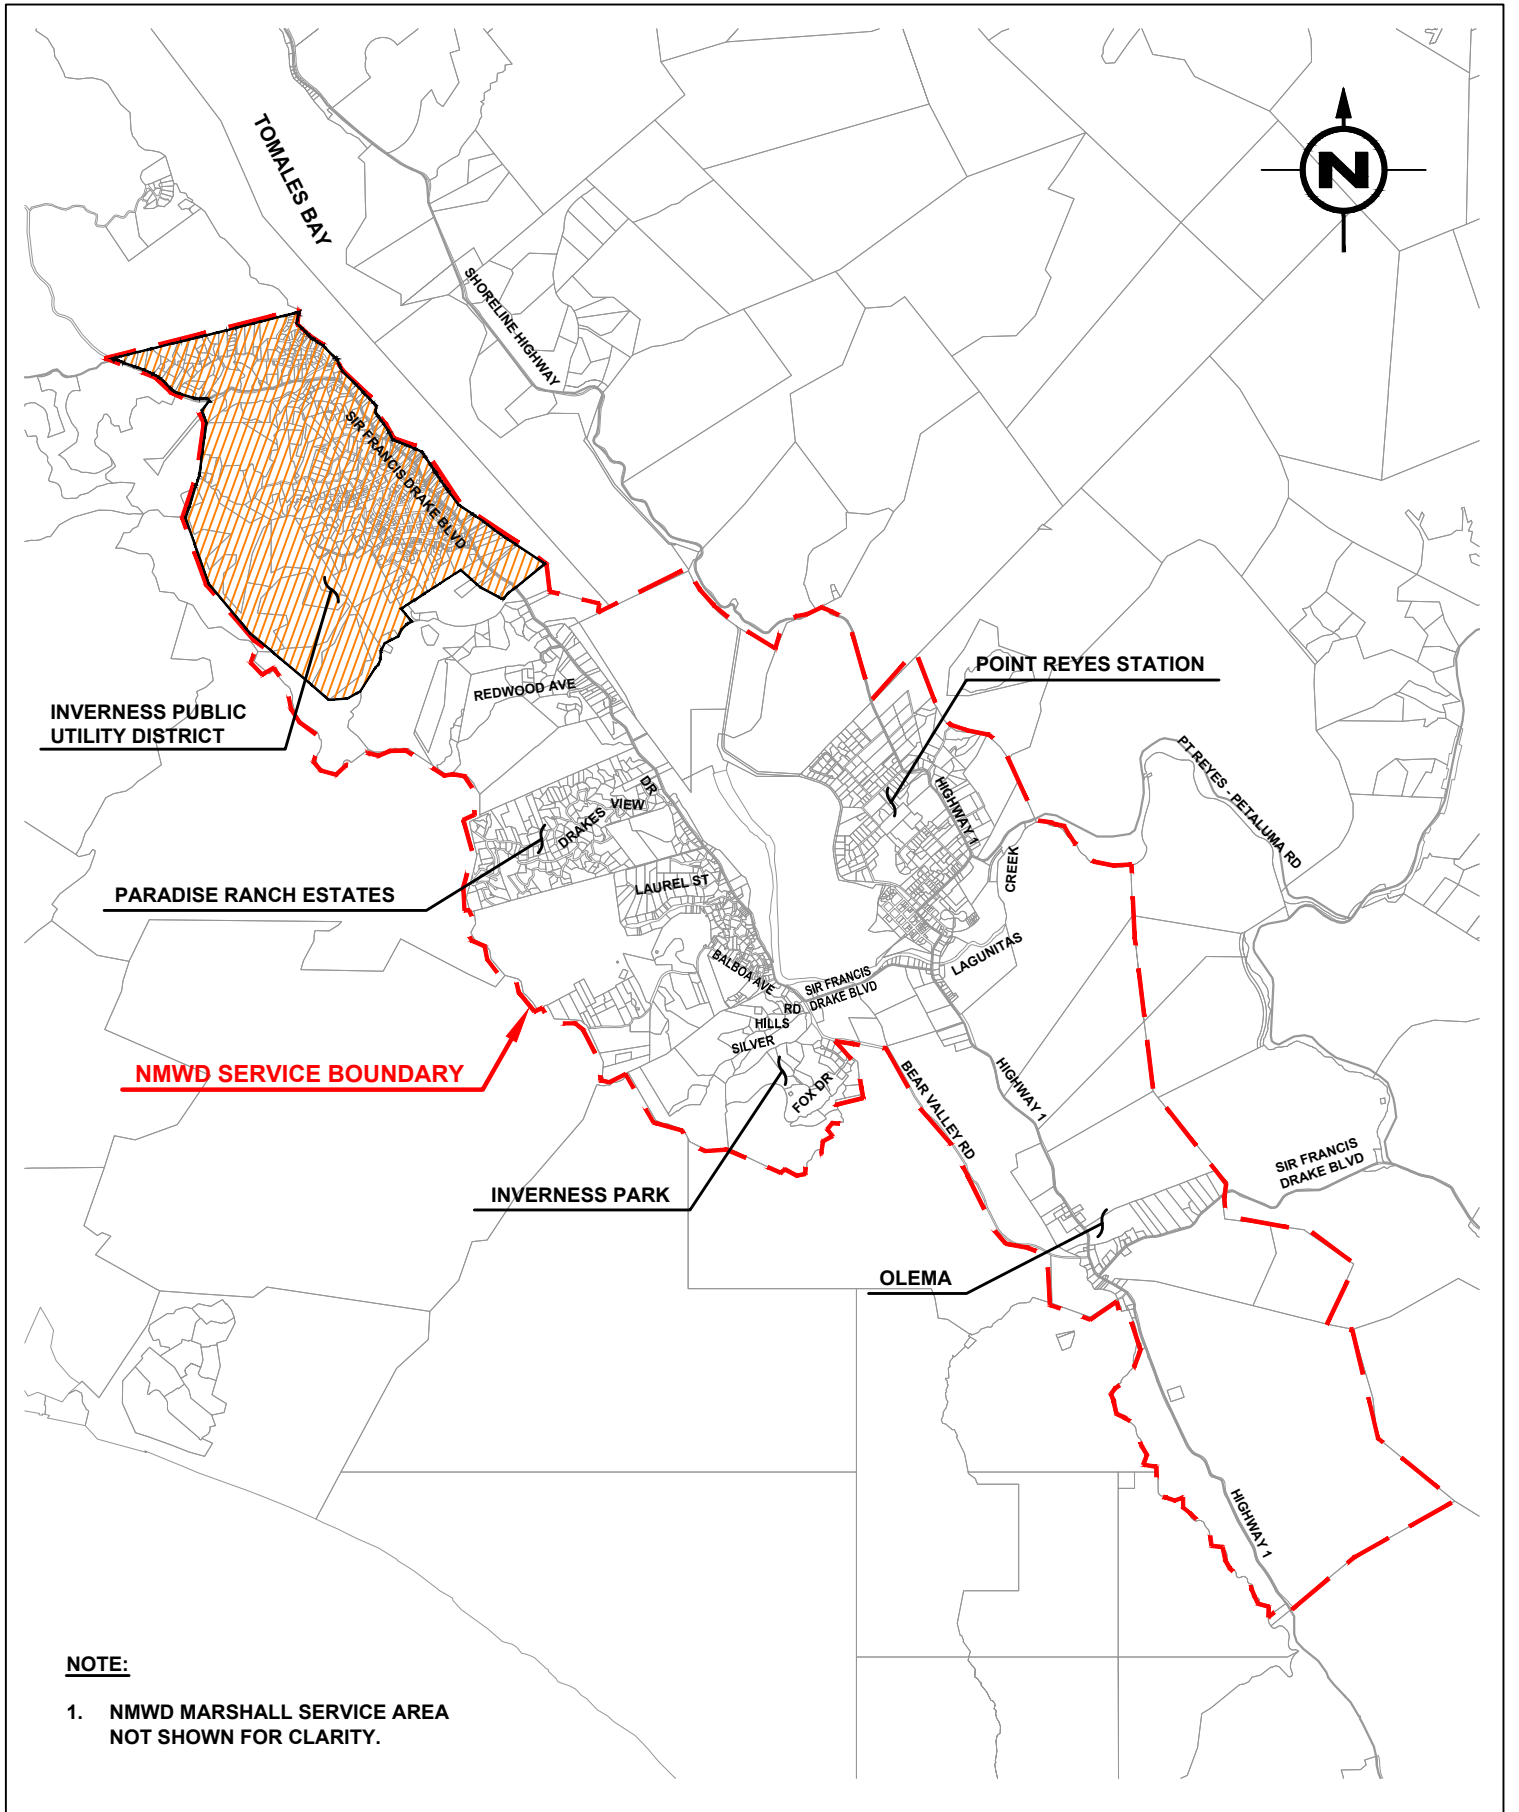 TOMALES BAY
N
SHORELINE HIGHWAY
SIR FRANCIS DRAKE BLVD
POINT REYES STATION
REDWOOD AVE
INVERNESS PUBLIC
UTILITY DISTRICT
PT REYES - PETALUMA RD
DRAKES VIEW DR
HIGHWAY 1
PARADISE RANCH ESTATES
LAUREL ST
LAGUNITAS CREEK
BALBOA AVE
SIR FRANCIS
DRAKE BLVD
SILVER HILLS RD
NMWD SERVICE BOUNDARY
FOX DR
BEAR VALLEY RD
HIGHWAY 1
SIR FRANCIS
DRAKE BLVD
INVERNESS PARK
OLEMA
HIGHWAY 1
NOTE:
1. NMWD MARSHALL SERVICE AREA
NOT SHOWN FOR CLARITY.